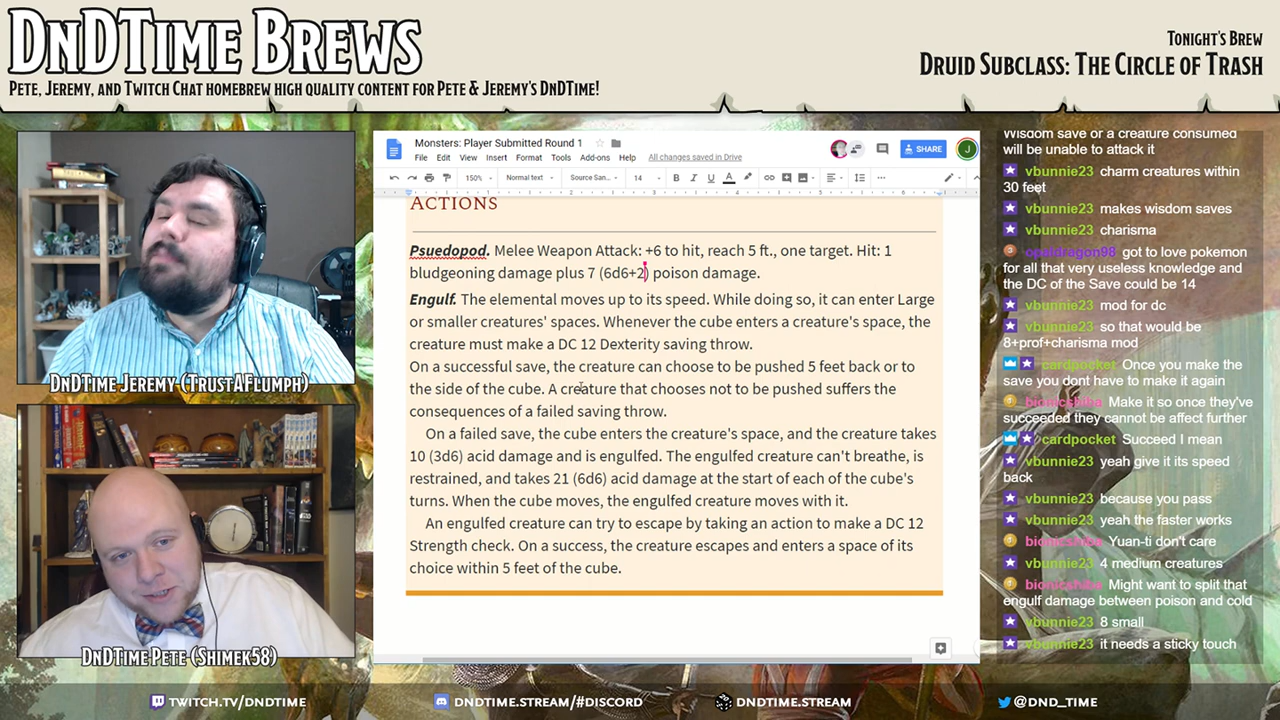 DnDTime Brews
Pete, Jeremy, and Twitch Chat homebrew high quality content for Pete & Jeremy's DnDTime!
Tonight's Brew
Druid Subclass: The Circle of Trash
DnDTime Jeremy (TrustAFlumph)
DnDTime Pete (Shimek58)
Monsters: Player Submitted Round 1
File Edit View Insert Format Tools Add-ons Help All changes saved in Drive
SHARE
J
150% Normal text Source San... 14 B I U A
Actions
Psuedopod. Melee Weapon Attack: +6 to hit, reach 5 ft., one target. Hit: 1
bludgeoning damage plus 7 (6d6+2) poison damage.
Engulf. The elemental moves up to its speed. While doing so, it can enter Large
or smaller creatures' spaces. Whenever the cube enters a creature's space, the
creature must make a DC 12 Dexterity saving throw.
On a successful save, the creature can choose to be pushed 5 feet back or to
the side of the cube. A creature that chooses not to be pushed suffers the
consequences of a failed saving throw.
On a failed save, the cube enters the creature's space, and the creature takes
10 (3d6) acid damage and is engulfed. The engulfed creature can't breathe, is
restrained, and takes 21 (6d6) acid damage at the start of each of the cube's
turns. When the cube moves, the engulfed creature moves with it.
An engulfed creature can try to escape by taking an action to make a DC 12
Strength check. On a success, the creature escapes and enters a space of its
choice within 5 feet of the cube.
Wisdom save or a creature consumed
will be unable to attack it
vbunnie23 charm creatures within
30 feet
vbunnie23 makes wisdom saves
vbunnie23 charisma
opaldragon98 got to love pokemon
for all that very useless knowledge and
the DC of the Save could be 14
vbunnie23 mod for dc
vbunnie23 so that would be
8+prof+charisma mod
cardpocket Once you make the
save you dont have to make it again
bionicshiba Make it so once they've
succeeded they cannot be affect further
cardpocket Succeed I mean
vbunnie23 yeah give it its speed
back
vbunnie23 because you pass
vbunnie23 yeah the faster works
bionicshiba Yuan-ti don't care
vbunnie23 4 medium creatures
bionicshiba Might want to split that
engulf damage between poison and cold
vbunnie23 8 small
vbunnie23 it needs a sticky touch
twitch.tv/dndtime
dndtime.stream/#discord
dndtime.stream
@dnd_time